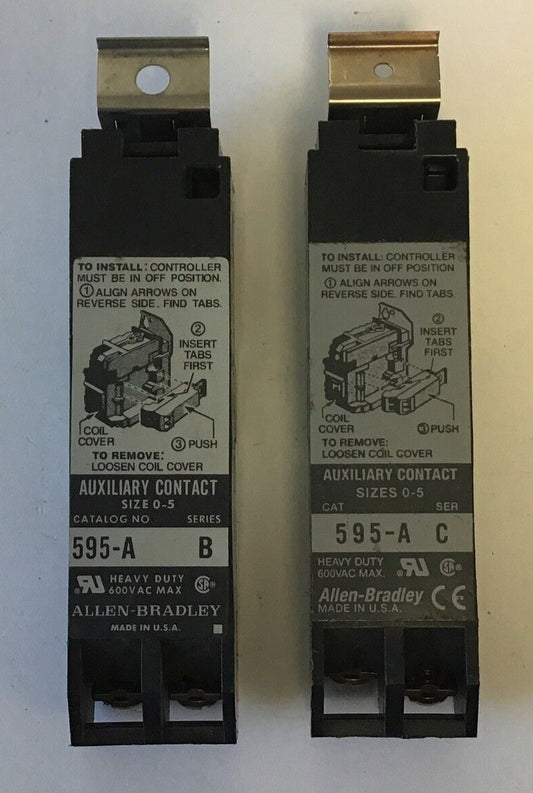 TO INSTALL: CONTROLLER
MUST BE IN OFF POSITION.
① ALIGN ARROWS ON
REVERSE SIDE. FIND TABS.
②
INSERT
TABS
FIRST
COIL
COVER
③ PUSH
TO REMOVE:
LOOSEN COIL COVER
AUXILIARY CONTACT
SIZE 0-5
CATALOG NO SERIES
595-A B
HEAVY DUTY
600VAC MAX
ALLEN-BRADLEY
MADE IN U.S.A.
TO INSTALL: CONTROLLER
MUST BE IN OFF POSITION
① ALIGN ARROWS ON
REVERSE SIDE. FIND TABS.
②
INSERT
TABS
FIRST
COIL
COVER
③ PUSH
TO REMOVE:
LOOSEN COIL COVER
AUXILIARY CONTACT
SIZES 0-5
CAT SER
595-A C
HEAVY DUTY
600VAC MAX.
Allen-Bradley
MADE IN U.S.A.
CE